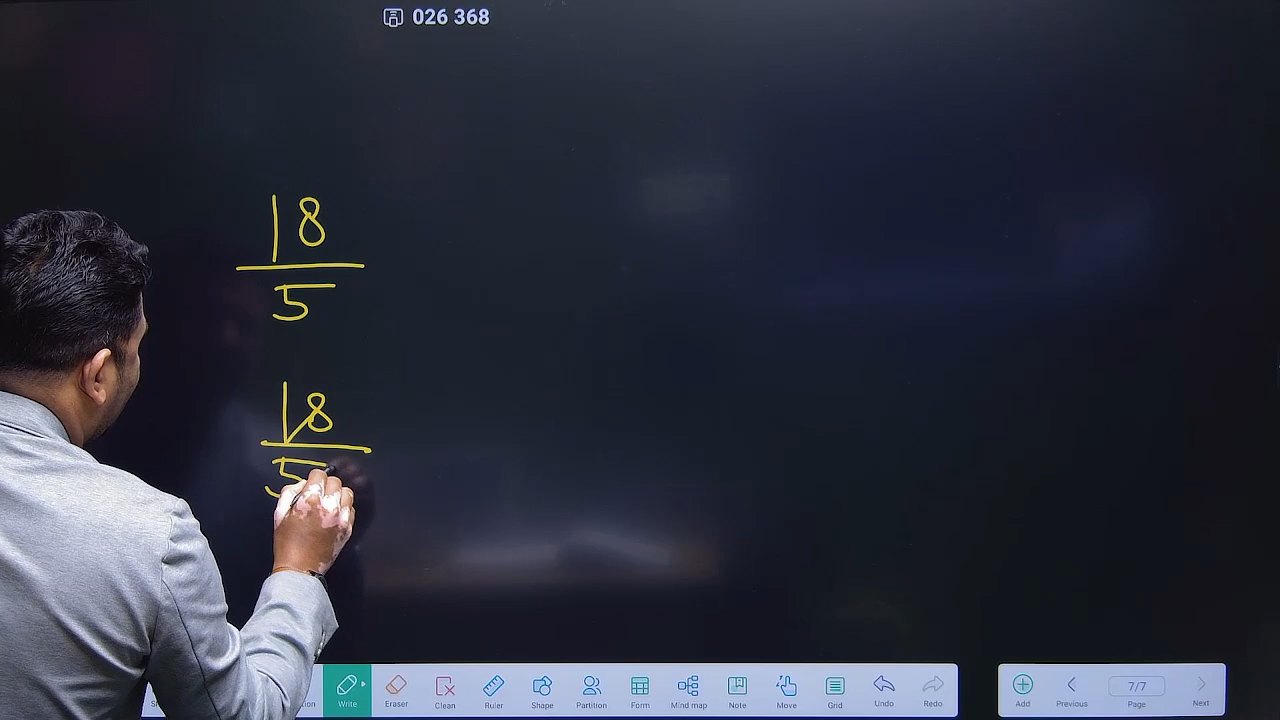 026 368
18
5
18
5
Write
Eraser
Clean
Ruler
Shape
Partition
Form
Mind map
Note
Move
Grid
Undo
Redo
Add
Previous
7/7
Page
Next